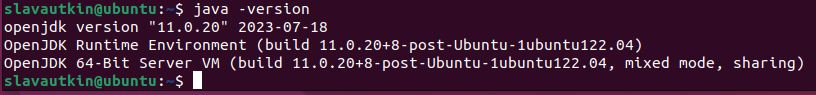 slavautkin@ubuntu:~$ java -version
openjdk version "11.0.20" 2023-07-18
OpenJDK Runtime Environment (build 11.0.20+8-post-Ubuntu-1ubuntu122.04)
OpenJDK 64-Bit Server VM (build 11.0.20+8-post-Ubuntu-1ubuntu122.04, mixed mode, sharing)
slavautkin@ubuntu:~$